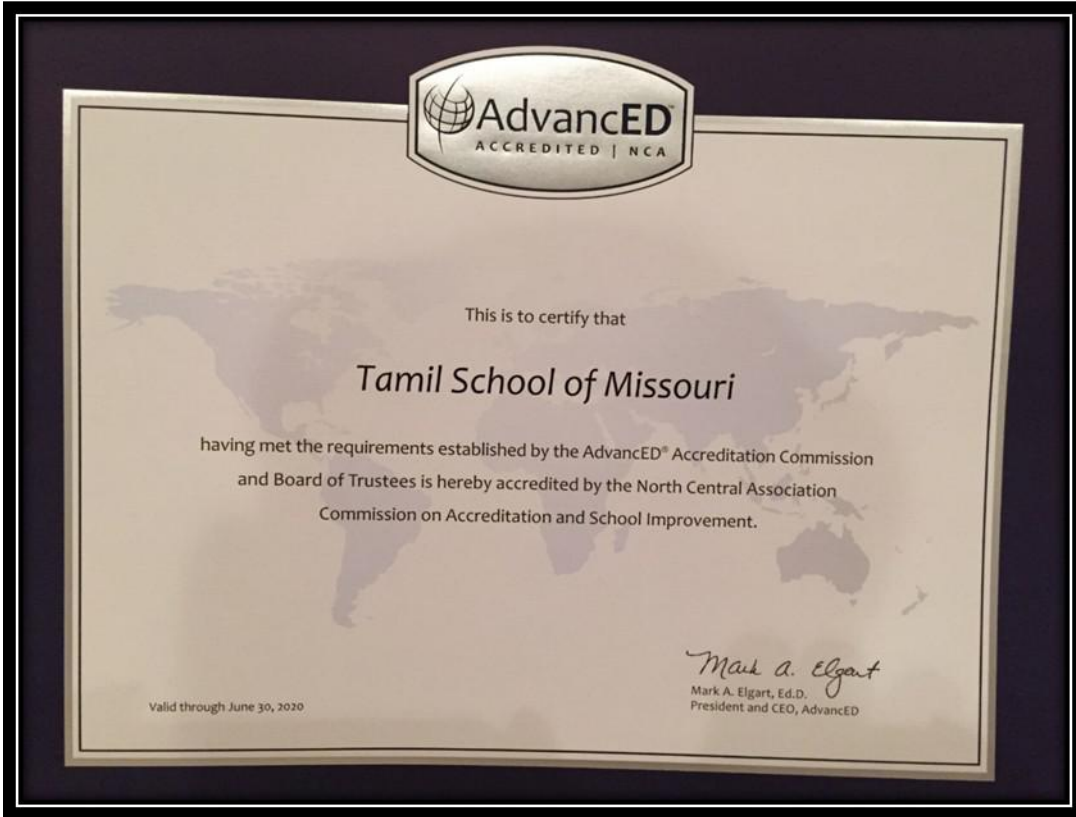 AdvancED™
ACCREDITED | NCA
This is to certify that
Tamil School of Missouri
having met the requirements established by the AdvancED® Accreditation Commission
and Board of Trustees is hereby accredited by the North Central Association
Commission on Accreditation and School Improvement.
Mark A. Elgart
Mark A. Elgart, Ed.D.
President and CEO, AdvancED
Valid through June 30, 2020